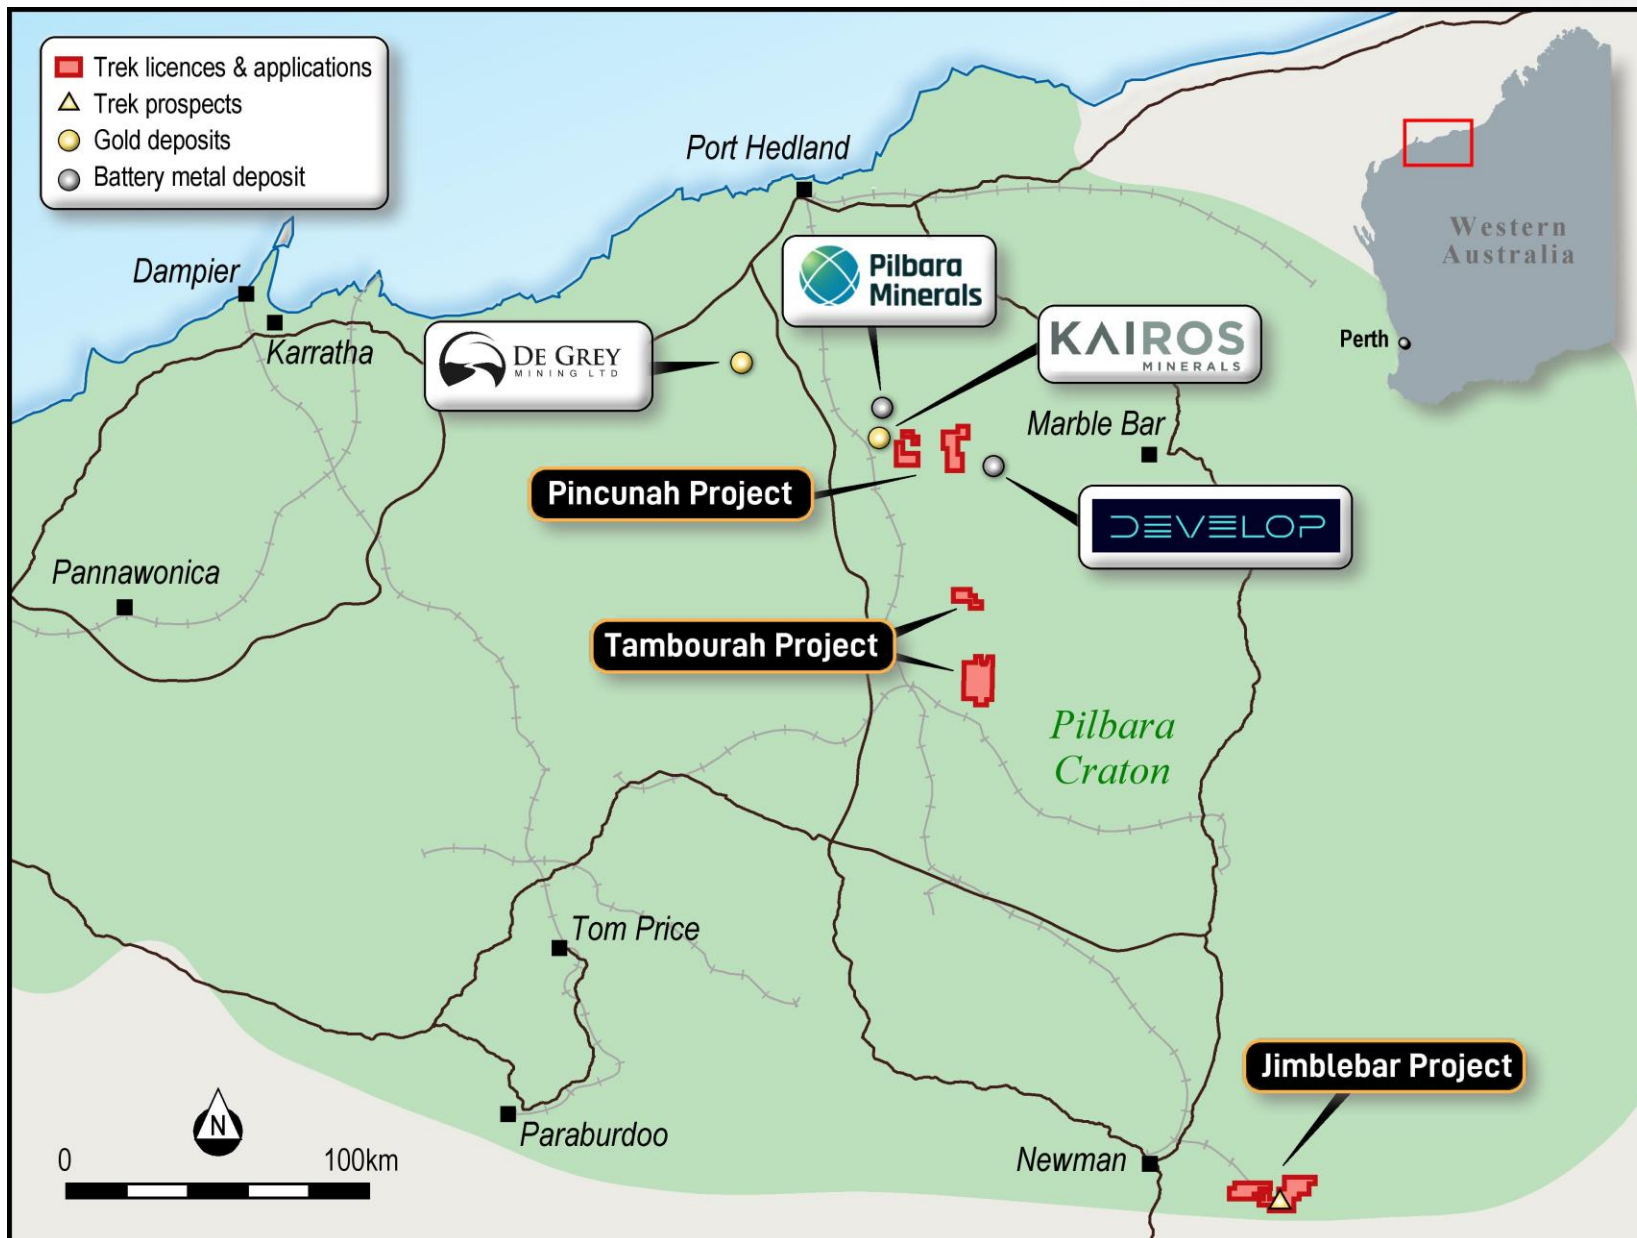 Trek licences & applications
Trek prospects
Gold deposits
Battery metal deposit
Port Hedland
Western
Australia
Perth
Dampier
Karratha
Pilbara
Minerals
DE GREY
MINING LTD
KAIROS
MINERALS
Marble Bar
Pincunah Project
DEVELOP
Pannawonica
Tambourah Project
Pilbara
Craton
Tom Price
Jimblebar Project
Paraburdoo
Newman
N
0 100km